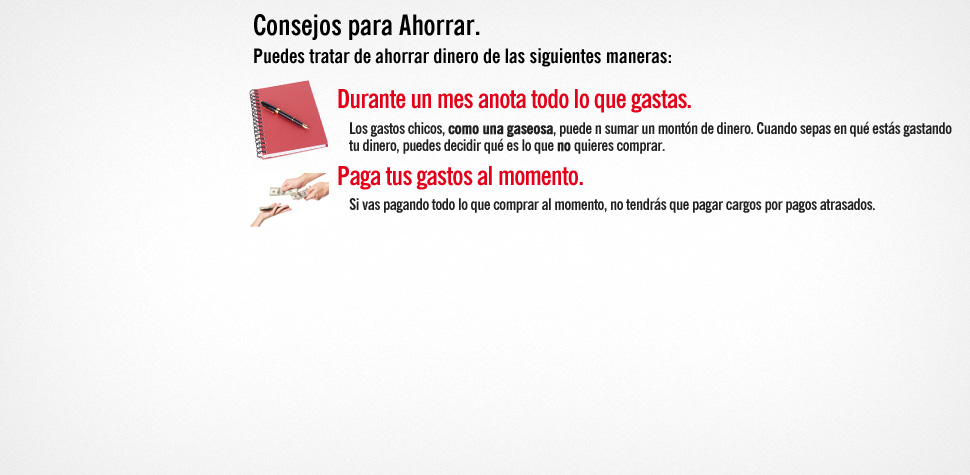 Consejos para Ahorrar.
Puedes tratar de ahorrar dinero de las siguientes maneras:
Durante un mes anota todo lo que gastas.
Los gastos chicos, como una gaseosa, puede n sumar un montón de dinero. Cuando sepas en qué estás gastando
tu dinero, puedes decidir qué es lo que no quieres comprar.
Paga tus gastos al momento.
Si vas pagando todo lo que comprar al momento, no tendrás que pagar cargos por pagos atrasados.